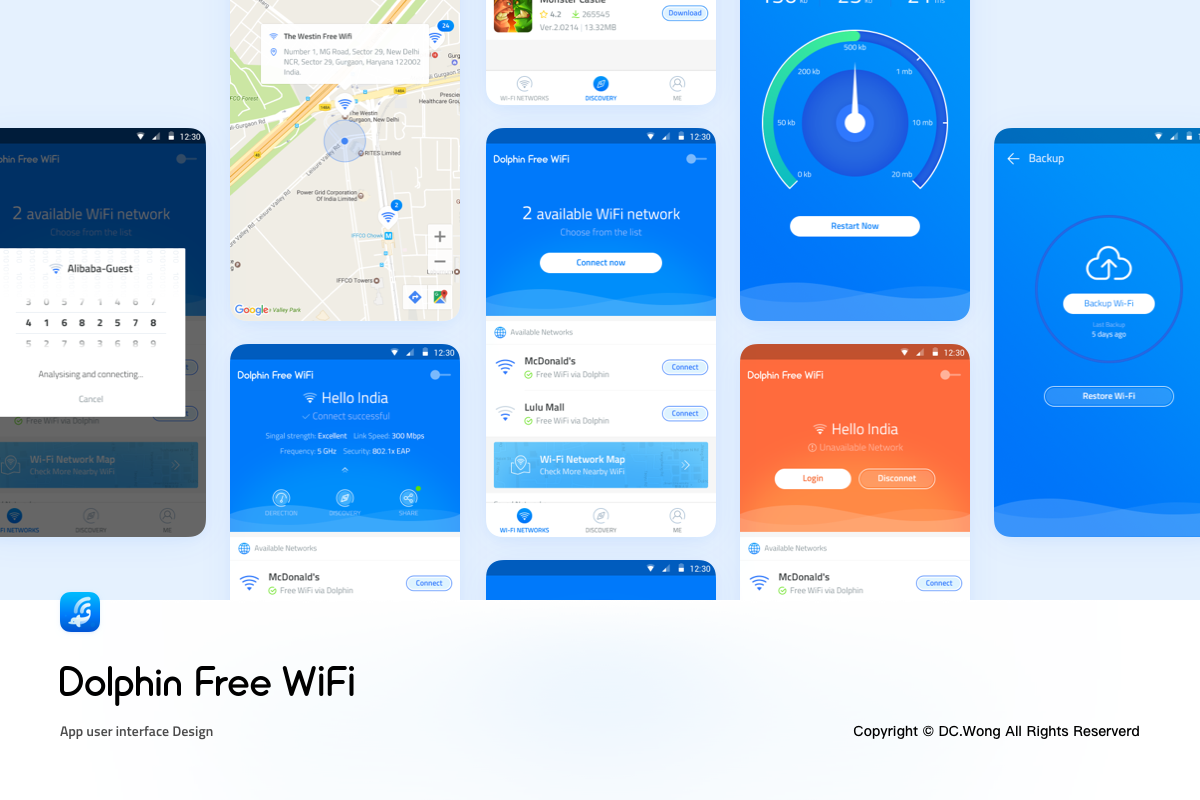 12:30
Dolphin Free WiFi
2 available WiFi network
Choose from the list
Alibaba-Guest
3 0 5 7 1 4 6 7
4 1 6 8 2 5 7 8
5 2 7 9 3 6 8 9
Analysising and connecting...
Cancel
Free WiFi via Dolphin
Wi-Fi Network Map
Check More Nearby WiFi
WI-FI NETWORKS
DISCOVERY
ME
24
The Westin Free Wifi
Number 1, MG Road, Sector 29, New Delhi
NCR, Sector 29, Gurgaon, Haryana 122002
India.
IFFCO Forest
The Westin
Gurgaon, New Delhi
RITES Limited
Power Grid Corporation
Of India Limited
2
IFFCO Chowk
IFFCO Towers
Google
Valley Park
12:30
Dolphin Free WiFi
Hello India
Connect successful
Singal strength: Excellent Link Speed: 300 Mbps
Frequency: 5 GHz Security: 802.1x EAP
DERECTION
DISCOVERY
SHARE
Available Networks
McDonald's
Free WiFi via Dolphin
Connect
Monster Castle
4.2
265545
Ver.2.0214 | 13.32MB
Download
WI-FI NETWORKS
DISCOVERY
ME
12:30
Dolphin Free WiFi
2 available WiFi network
Choose from the list
Connect now
Available Networks
McDonald's
Free WiFi via Dolphin
Connect
Lulu Mall
Free WiFi via Dolphin
Connect
Wi-Fi Network Map
Check More Nearby WiFi
WI-FI NETWORKS
DISCOVERY
ME
12:30
500 kb
200 kb
1 mb
50 kb
10 mb
0 kb
20 mb
Restart Now
12:30
Dolphin Free WiFi
Hello India
Unavailable Network
Login
Disconnet
Available Networks
McDonald's
Free WiFi via Dolphin
Connect
Backup
Backup Wi-Fi
Last Backup:
5 days ago
Restore Wi-Fi
Dolphin Free WiFi
App user interface Design
Copyright © DC.Wong All Rights Reserverd